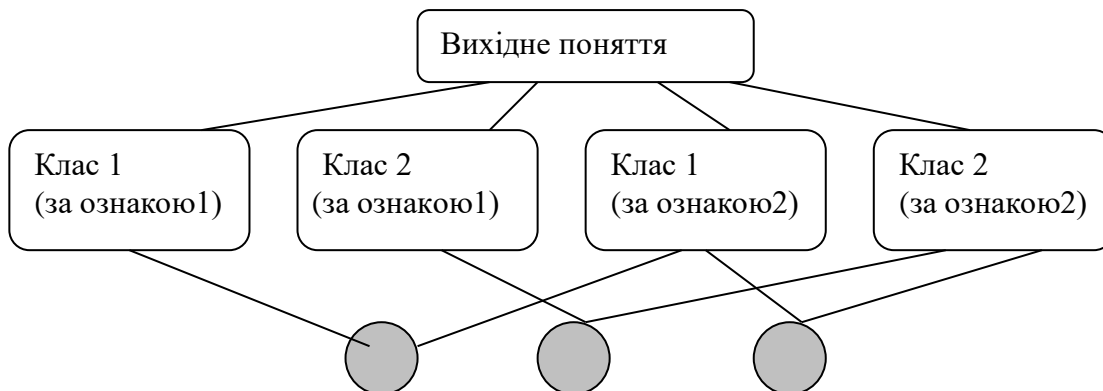 Вихідне поняття
Клас 1
(за ознакою1)
Клас 2
(за ознакою1)
Клас 1
(за ознакою2)
Клас 2
(за ознакою2)